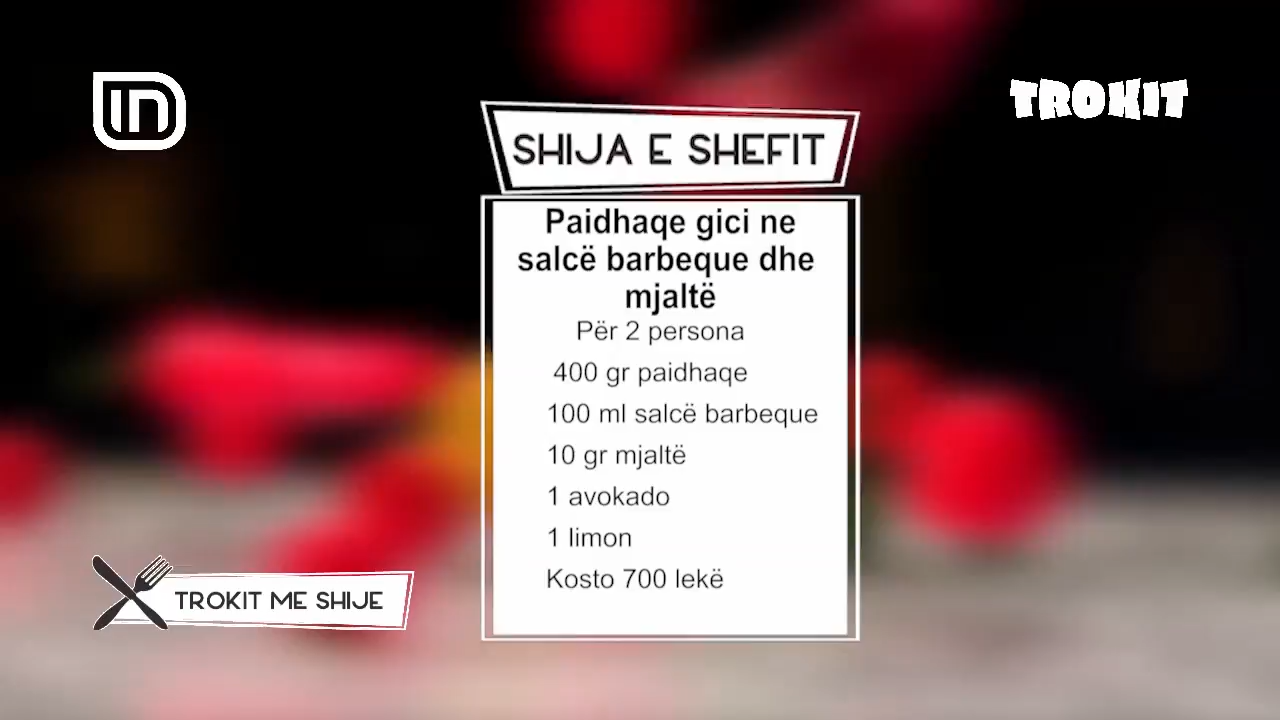 IN
TROKIT
SHIJA E SHEFIT
Paidhaqe gici ne
salcë barbeque dhe
mjaltë
Për 2 persona
400 gr paidhaqe
100 ml salcë barbeque
10 gr mjaltë
1 avokado
1 limon
Kosto 700 lekë
TROKIT ME SHIJE